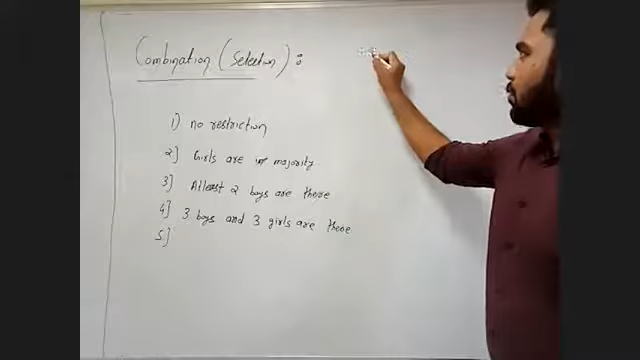 Combination (Selection) :
1) no restriction
2] Girls are in majority
3] Atleast 2 boys are there
4] 3 boys and 3 girls are there
5]